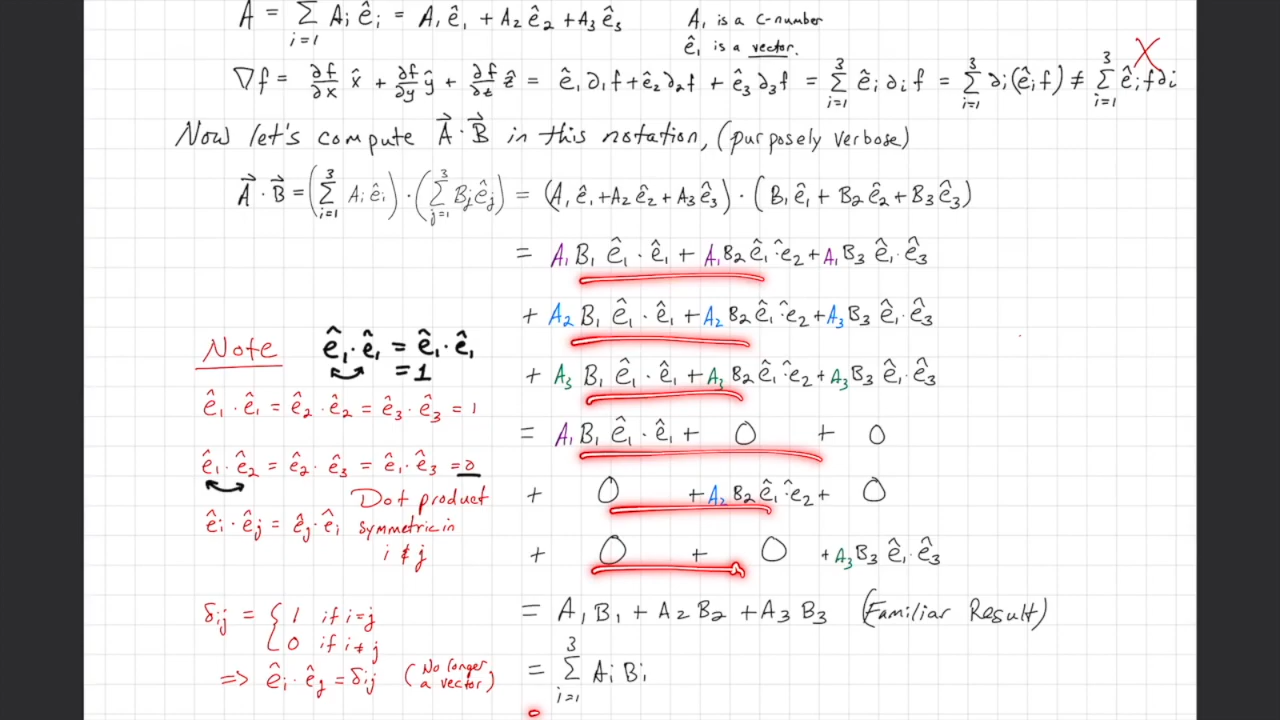 A = Σ_{i=1} A_i ê_i = A_1 ê_1 + A_2 ê_2 + A_3 ê_3
A_1 is a c-number
ê_1 is a vector.
∇f = ∂f/∂x x̂ + ∂f/∂y ŷ + ∂f/∂z ẑ = ê_1 ∂_1 f + ê_2 ∂_2 f + ê_3 ∂_3 f = Σ_{i=1}^{3} ê_i ∂_i f = Σ_{i=1}^{3} ∂_i (ê_i f) ≠ Σ_{i=1}^{3} ê_i f ∂_i X
Now let's compute A⃗ · B⃗ in this notation, (purposely verbose)
A⃗ · B⃗ = (Σ_{i=1}^{3} A_i ê_i) · (Σ_{j=1}^{3} B_j ê_j) = (A_1 ê_1 + A_2 ê_2 + A_3 ê_3) · (B_1 ê_1 + B_2 ê_2 + B_3 ê_3)
= A_1 B_1 ê_1 · ê_1 + A_1 B_2 ê_1 · ê_2 + A_1 B_3 ê_1 · ê_3
+ A_2 B_1 ê_1 · ê_1 + A_2 B_2 ê_1 · ê_2 + A_3 B_3 ê_1 · ê_3
+ A_3 B_1 ê_1 · ê_1 + A_3 B_2 ê_1 · ê_2 + A_3 B_3 ê_1 · ê_3
= A_1 B_1 ê_1 · ê_1 + 0 + 0
+ 0 + A_2 B_2 ê_1 · ê_2 + 0
+ 0 + 0 + A_3 B_3 ê_1 · ê_3
= A_1 B_1 + A_2 B_2 + A_3 B_3 (Familiar Result)
= Σ_{i=1}^{3} A_i B_i
Note
ê_1 · ê_1 = ê_1 · ê_1
= 1
ê_1 · ê_1 = ê_2 · ê_2 = ê_3 · ê_3 = 1
ê_1 · ê_2 = ê_2 · ê_3 = ê_1 · ê_3 = 0
Dot product
ê_i · ê_j = ê_j · ê_i symmetric in
i & j
δ_ij = { 1 if i=j
0 if i≠j
=> ê_i · ê_j = δ_ij (No longer
a vector)